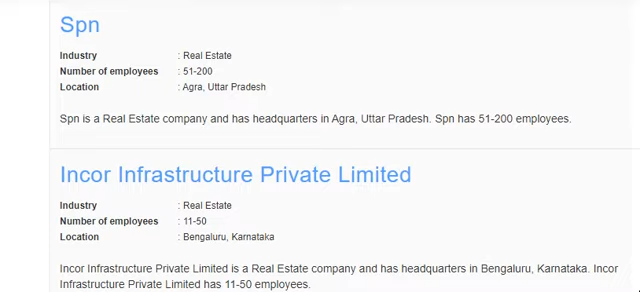 Spn
Industry : Real Estate
Number of employees : 51-200
Location : Agra, Uttar Pradesh
Spn is a Real Estate company and has headquarters in Agra, Uttar Pradesh. Spn has 51-200 employees.
Incor Infrastructure Private Limited
Industry : Real Estate
Number of employees : 11-50
Location : Bengaluru, Karnataka
Incor Infrastructure Private Limited is a Real Estate company and has headquarters in Bengaluru, Karnataka. Incor
Infrastructure Private Limited has 11-50 employees.